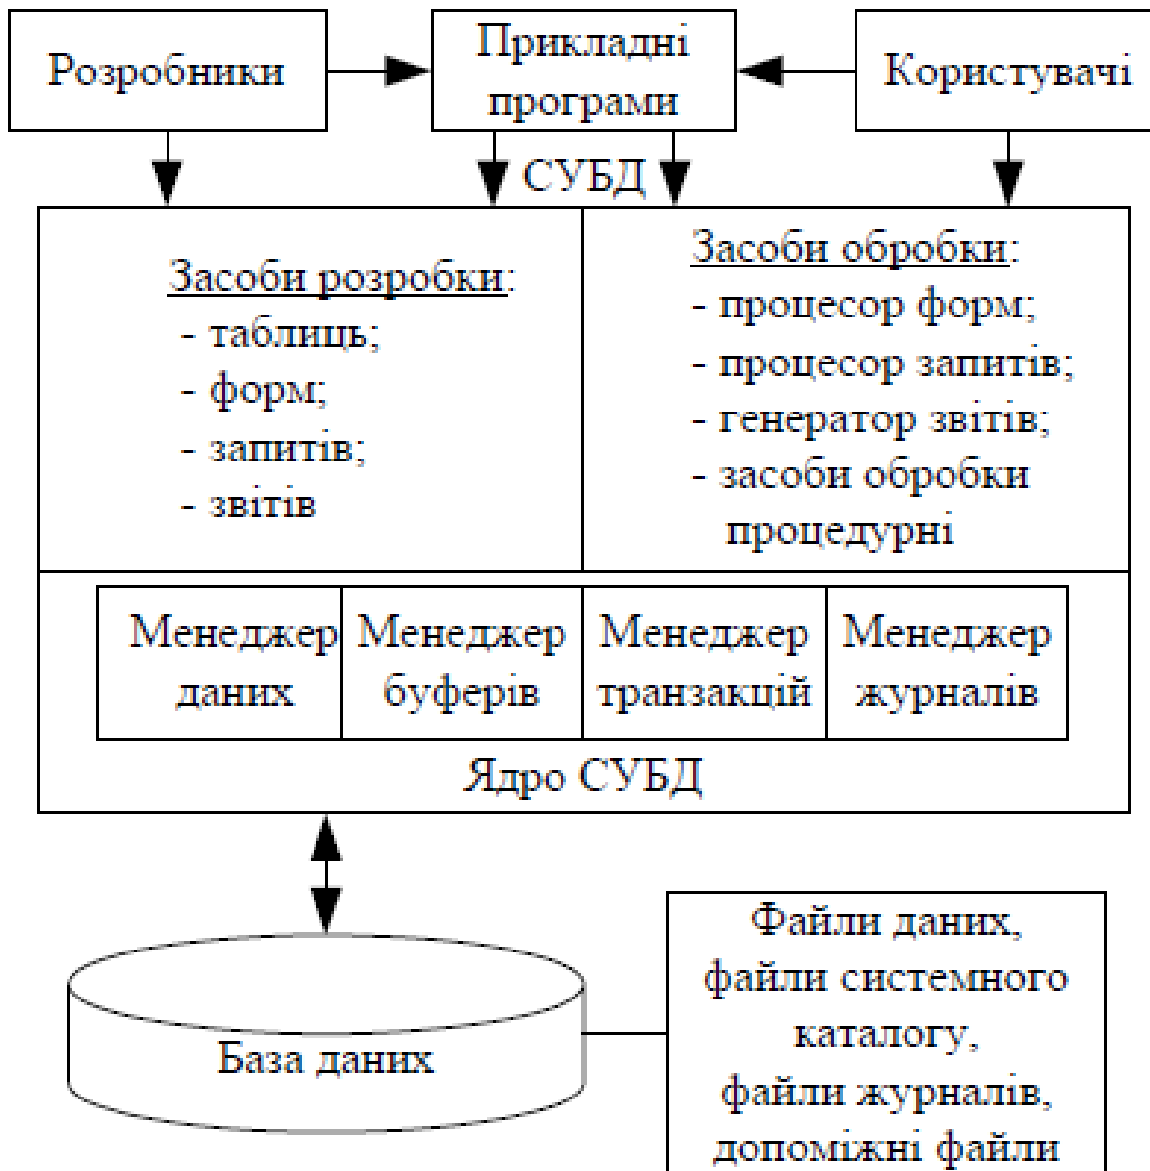 Розробники
Прикладні
програми
Користувачі
СУБД
Засоби розробки:
- таблиць;
- форм;
- запитів;
- звітів
Засоби обробки:
- процесор форм;
- процесор запитів;
- генератор звітів;
- засоби обробки
процедурні
Менеджер
даних
Менеджер
буферів
Менеджер
транзакцій
Менеджер
журналів
Ядро СУБД
База даних
Файли даних,
файли системного
каталогу,
файли журналів,
допоміжні файли